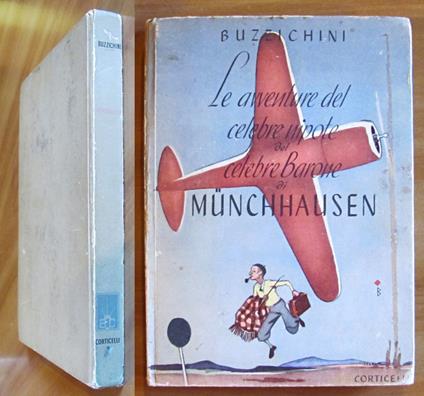 BUZZICHINI
CORTICELLI
BUZZICHINI
Le avventure del
celebre nipote
del
celebre Barone
di
MÜNCHHAUSEN
B
CORTICELLI